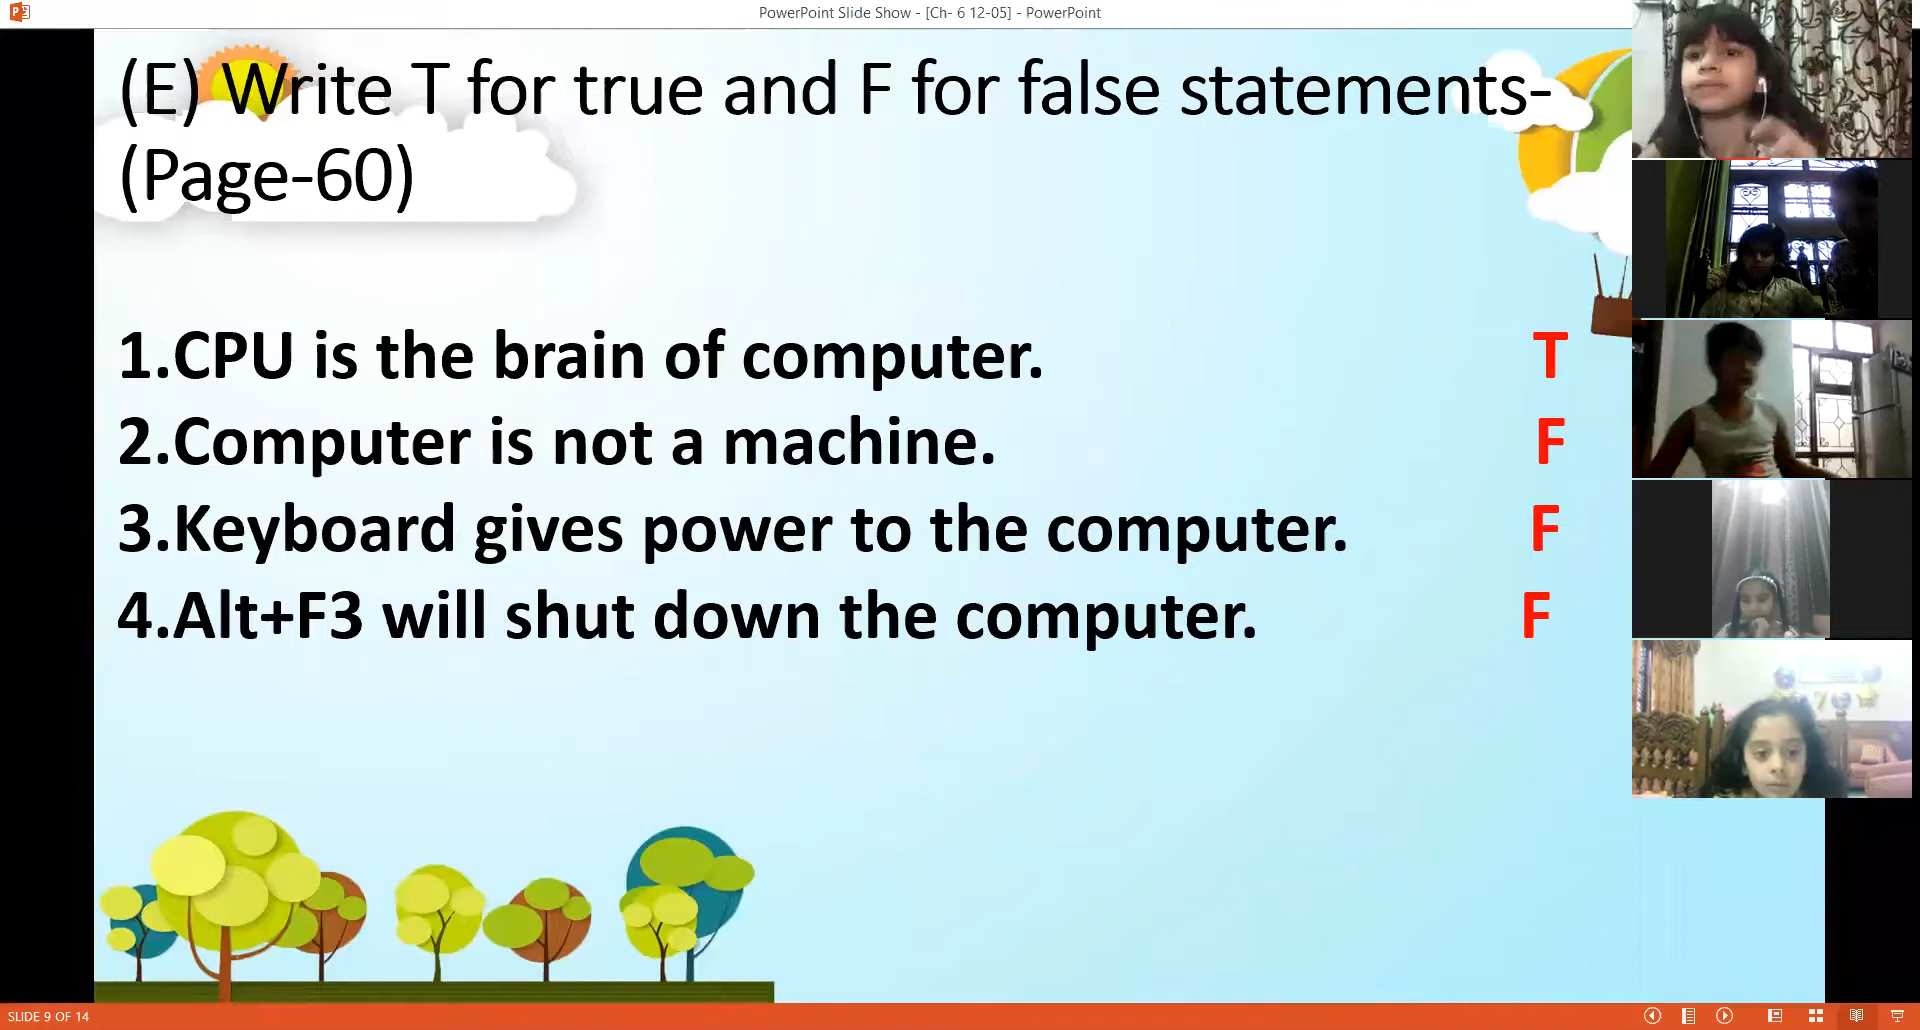 PowerPoint Slide Show - [Ch- 6 12-05] - PowerPoint
(E) Write T for true and F for false statements-
(Page-60)
1.CPU is the brain of computer. T
2.Computer is not a machine. F
3.Keyboard gives power to the computer. F
4.Alt+F3 will shut down the computer. F
SLIDE 9 OF 14